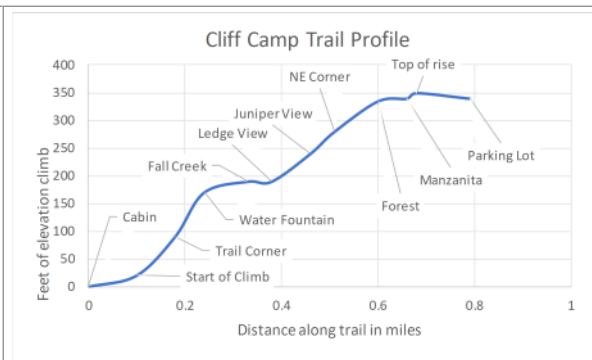 Cliff Camp Trail Profile
Feet of elevation climb
400
350
300
250
200
150
100
50
0
Top of rise
NE Corner
Juniper View
Ledge View
Fall Creek
Parking Lot
Manzanita
Forest
Water Fountain
Cabin
Trail Corner
Start of Climb
0
0.2
0.4
0.6
0.8
1
Distance along trail in miles